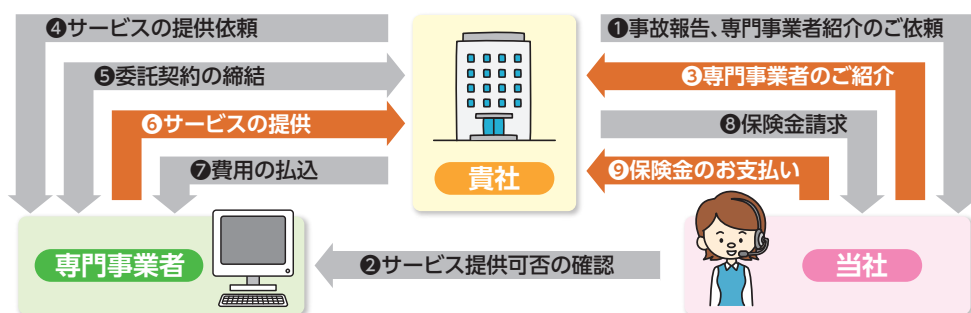 ❹サービスの提供依頼
❶事故報告、専門事業者紹介のご依頼
❺委託契約の締結
❸専門事業者のご紹介
❻サービスの提供
❽保険金請求
❼費用の払込
貴社
❾保険金のお支払い
専門事業者
❷サービス提供可否の確認
当社